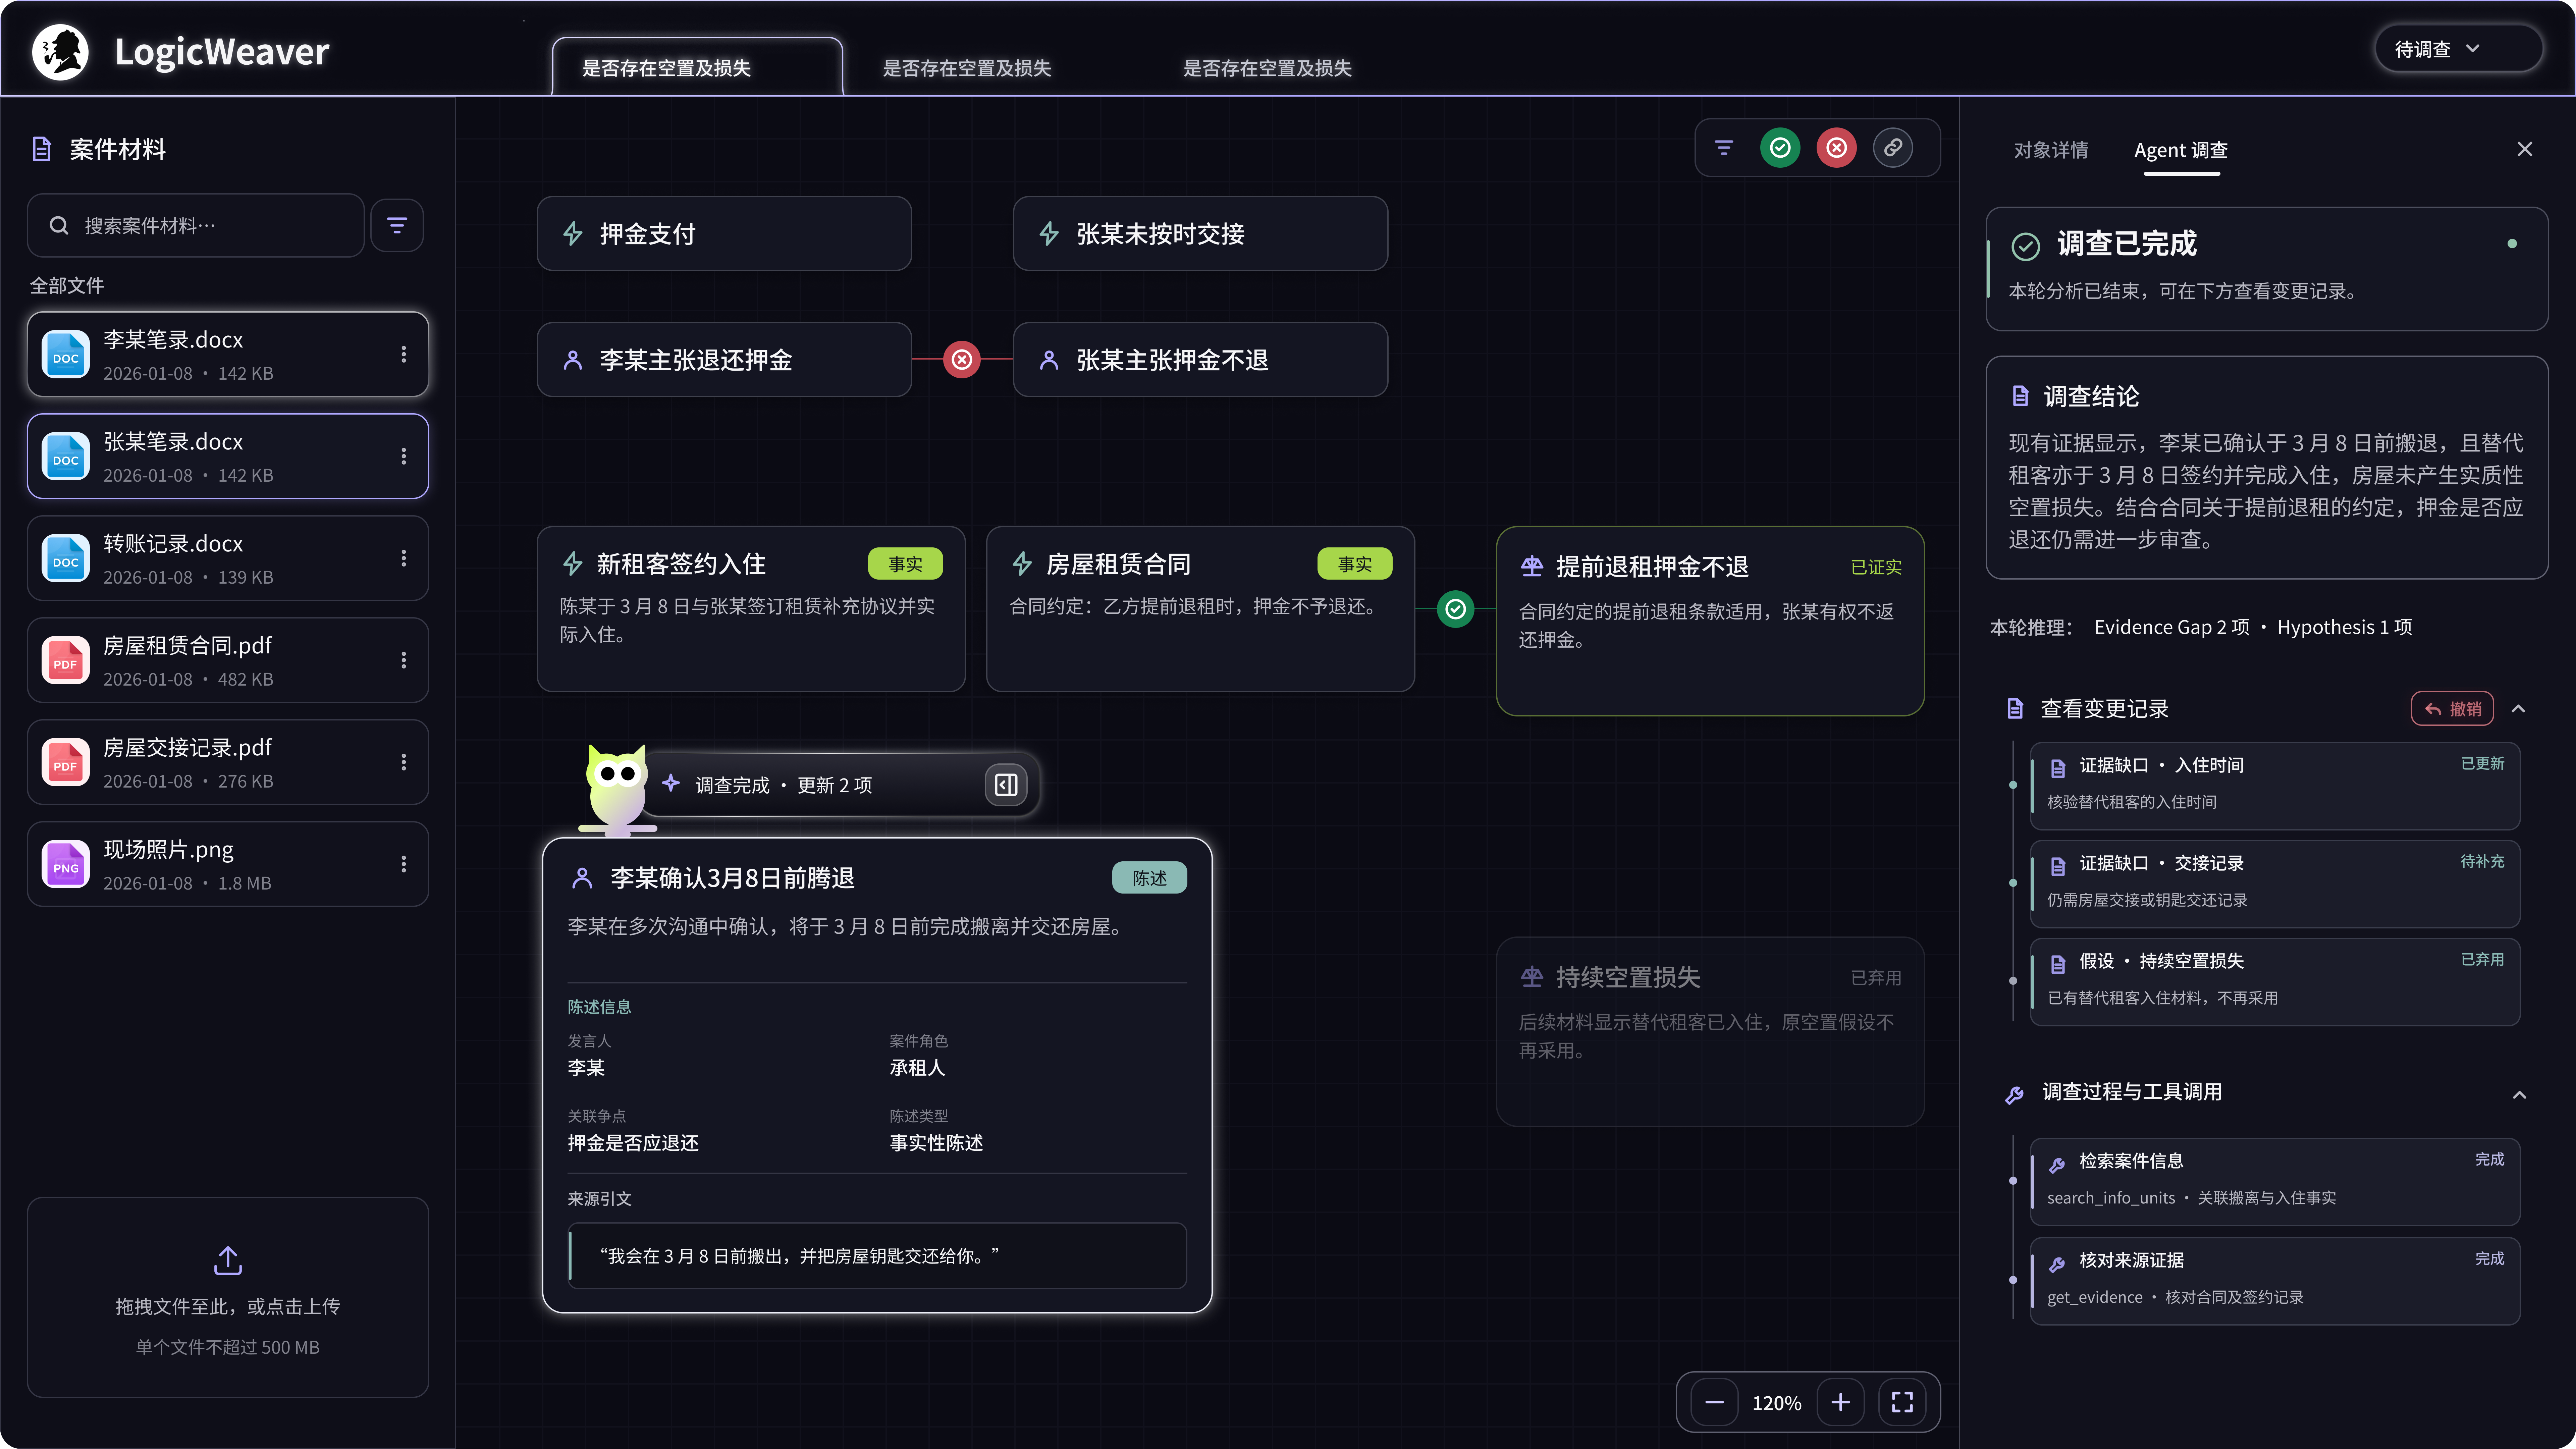 LogicWeaver
是否存在空置及损失
是否存在空置及损失
是否存在空置及损失
待调查
案件材料
搜索案件材料…
全部文件
DOC
李某笔录.docx
2026-01-08 • 142 KB
DOC
张某笔录.docx
2026-01-08 • 142 KB
DOC
转账记录.docx
2026-01-08 • 139 KB
PDF
房屋租赁合同.pdf
2026-01-08 • 482 KB
PDF
房屋交接记录.pdf
2026-01-08 • 276 KB
PNG
现场照片.png
2026-01-08 • 1.8 MB
拖拽文件至此，或点击上传
单个文件不超过 500 MB
押金支付
张某未按时交接
李某主张退还押金
张某主张押金不退
新租客签约入住
事实
陈某于 3 月 8 日与张某签订租赁补充协议并实
际入住。
房屋租赁合同
事实
合同约定：乙方提前退租时，押金不予退还。
提前退租押金不退
已证实
合同约定的提前退租条款适用，张某有权不返
还押金。
调查完成 • 更新 2 项
李某确认3月8日前腾退
陈述
李某在多次沟通中确认，将于 3 月 8 日前完成搬离并交还房屋。
陈述信息
发言人
案件角色
李某
承租人
关联争点
陈述类型
押金是否应退还
事实性陈述
来源引文
“我会在 3 月 8 日前搬出，并把房屋钥匙交还给你。”
持续空置损失
已弃用
后续材料显示替代租客已入住，原空置假设不
再采用。
120%
对象详情
Agent 调查
调查已完成
本轮分析已结束，可在下方查看变更记录。
调查结论
现有证据显示，李某已确认于 3 月 8 日前搬退，且替代
租客亦于 3 月 8 日签约并完成入住，房屋未产生实质性
空置损失。结合合同关于提前退租的约定，押金是否应
退还仍需进一步审查。
本轮推理： Evidence Gap 2 项 • Hypothesis 1 项
查看变更记录
撤销
证据缺口 • 入住时间
已更新
核验替代租客的入住时间
证据缺口 • 交接记录
待补充
仍需房屋交接或钥匙交还记录
假设 • 持续空置损失
已弃用
已有替代租客入住材料，不再采用
调查过程与工具调用
检索案件信息
完成
search_info_units • 关联搬离与入住事实
核对来源证据
完成
get_evidence • 核对合同及签约记录